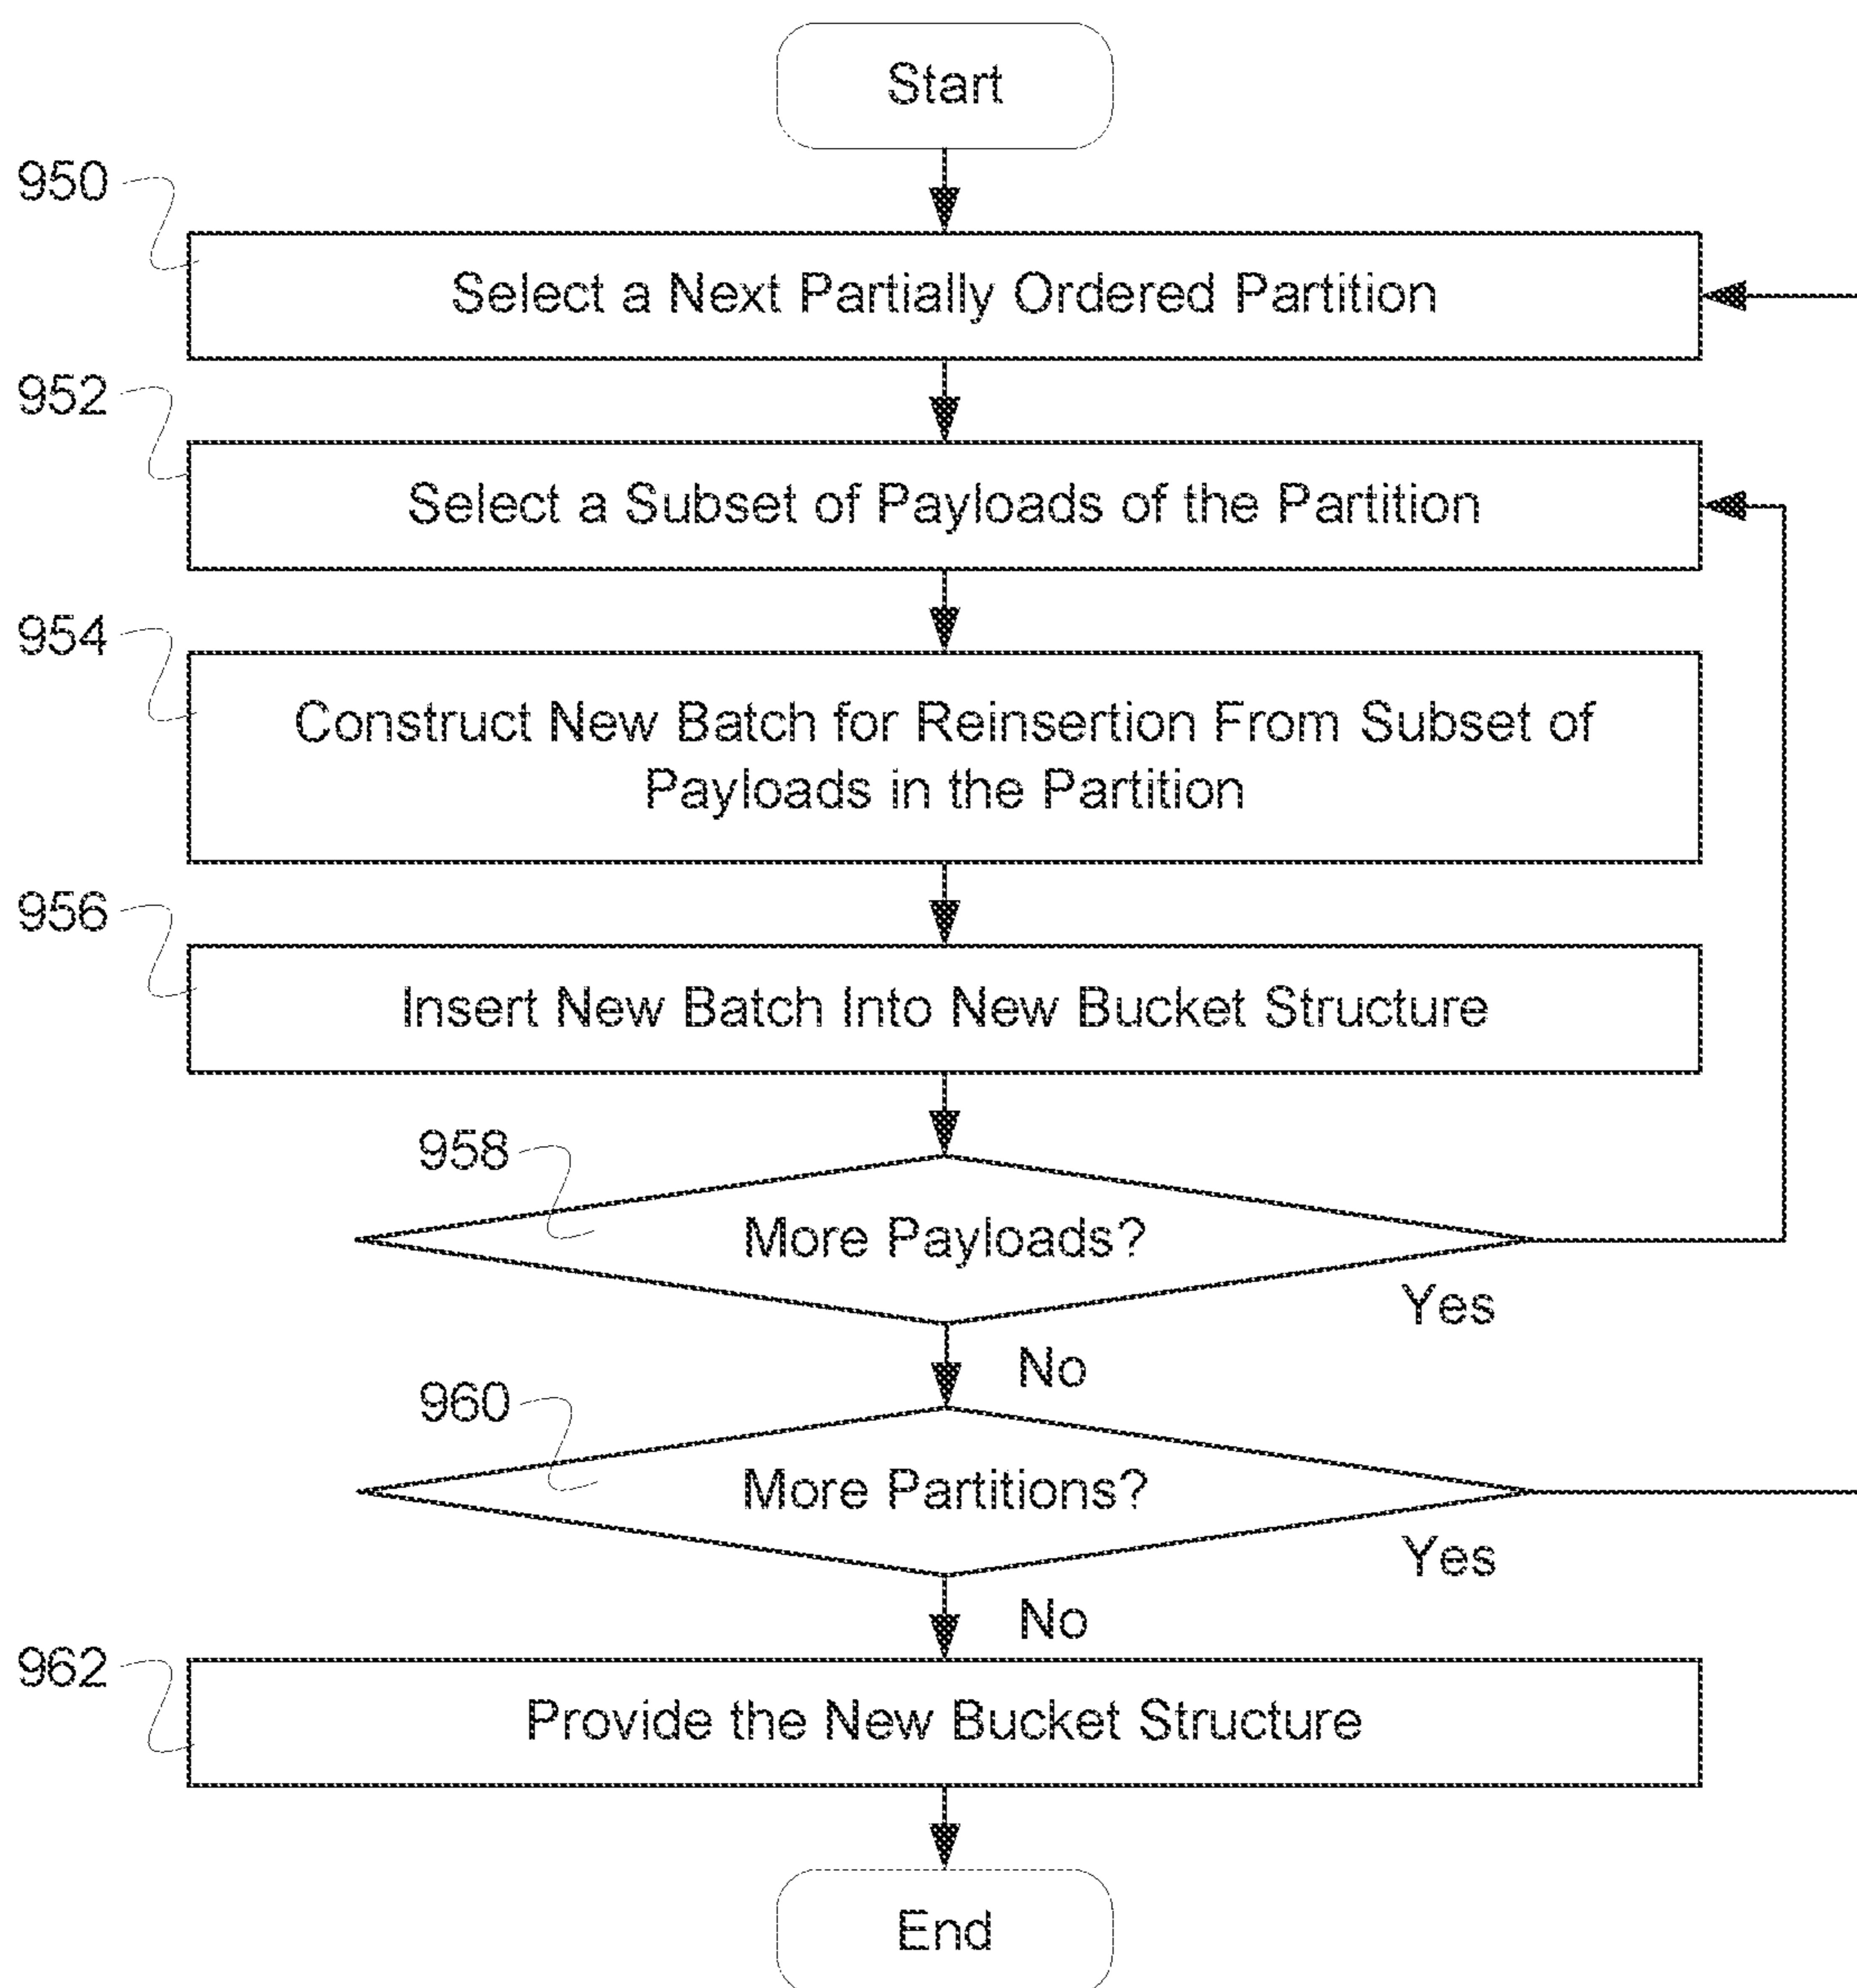 Start
950
Select a Next Partially Ordered Partition
952
Select a Subset of Payloads of the Partition
954
Construct New Batch for Reinsertion From Subset of
Payloads in the Partition
956
Insert New Batch Into New Bucket Structure
958
More Payloads?
Yes
No
960
More Partitions?
Yes
No
962
Provide the New Bucket Structure
End